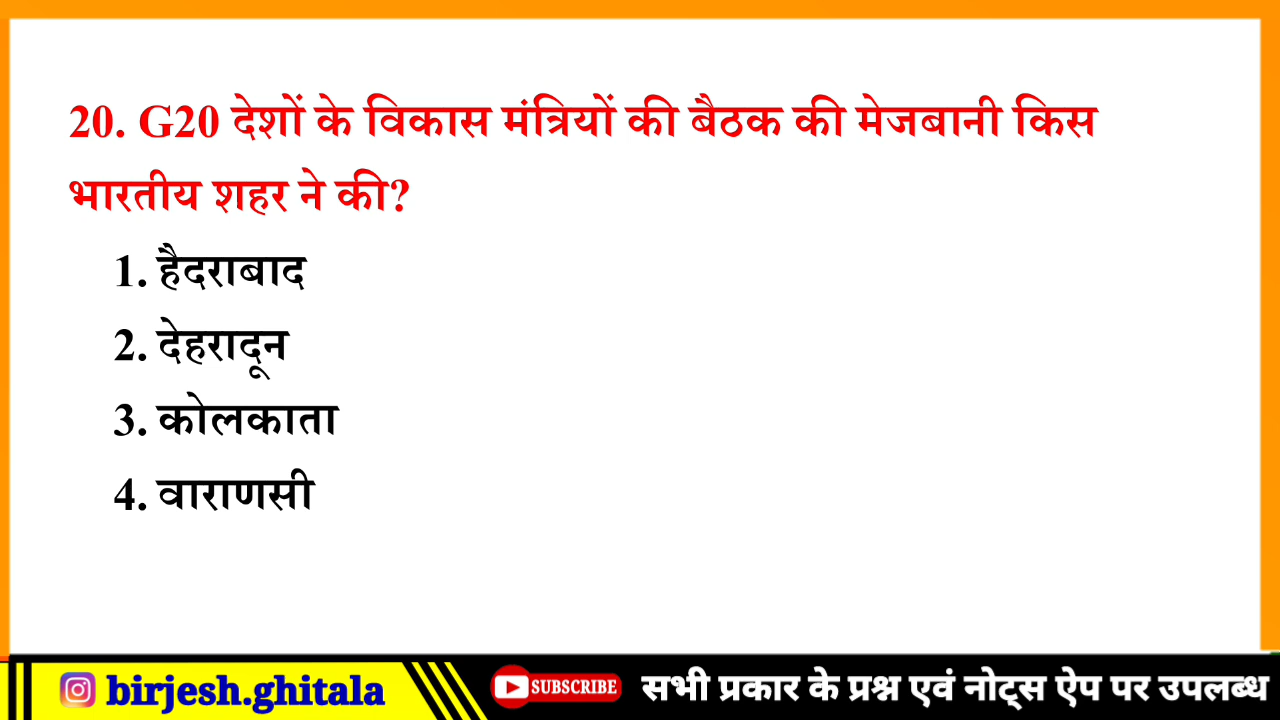 20. G20 देशों के विकास मंत्रियों की बैठक की मेजबानी किस
भारतीय शहर ने की?
1. हैदराबाद
2. देहरादून
3. कोलकाता
4. वाराणसी
birjesh.ghitala
SUBSCRIBE
सभी प्रकार के प्रश्न एवं नोट्स ऐप पर उपलब्ध